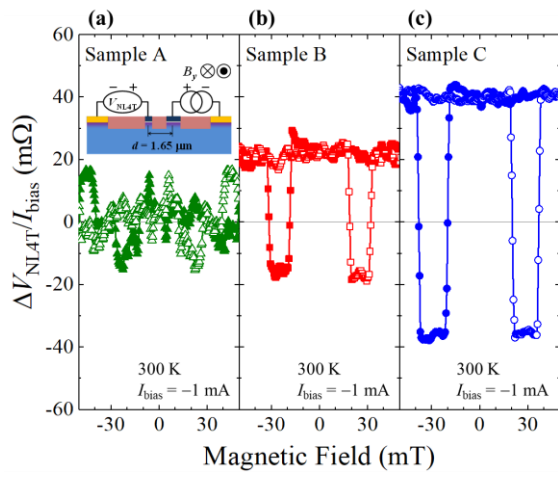 (a)
(b)
(c)
Sample A
Sample B
Sample C
− +
+ −
B_y
V_NL4T
d = 1.65 μm
60
40
20
0
-20
-40
-60
ΔV_NL4T/I_bias (mΩ)
300 K
I_bias = −1 mA
300 K
I_bias = −1 mA
300 K
I_bias = −1 mA
-30 0 30
-30 0 30
-30 0 30
Magnetic Field (mT)